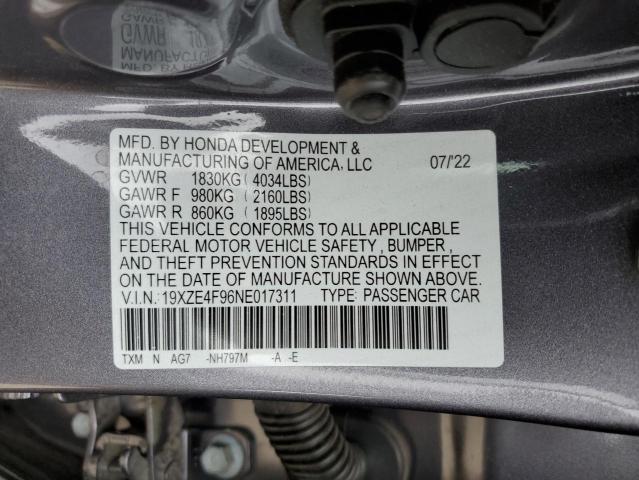 MFD. BY HONDA DEVELOPMENT &
MANUFACTURING OF AMERICA, LLC 07/'22
GVWR 1830KG ( 4034LBS)
GAWR F 980KG ( 2160LBS)
GAWR R 860KG ( 1895LBS)
THIS VEHICLE CONFORMS TO ALL APPLICABLE
FEDERAL MOTOR VEHICLE SAFETY , BUMPER ,
AND THEFT PREVENTION STANDARDS IN EFFECT
ON THE DATE OF MANUFACTURE SHOWN ABOVE.
V.I.N.: 19XZE4F96NE017311 TYPE: PASSENGER CAR
TXM N AG7 -NH797M -A -E